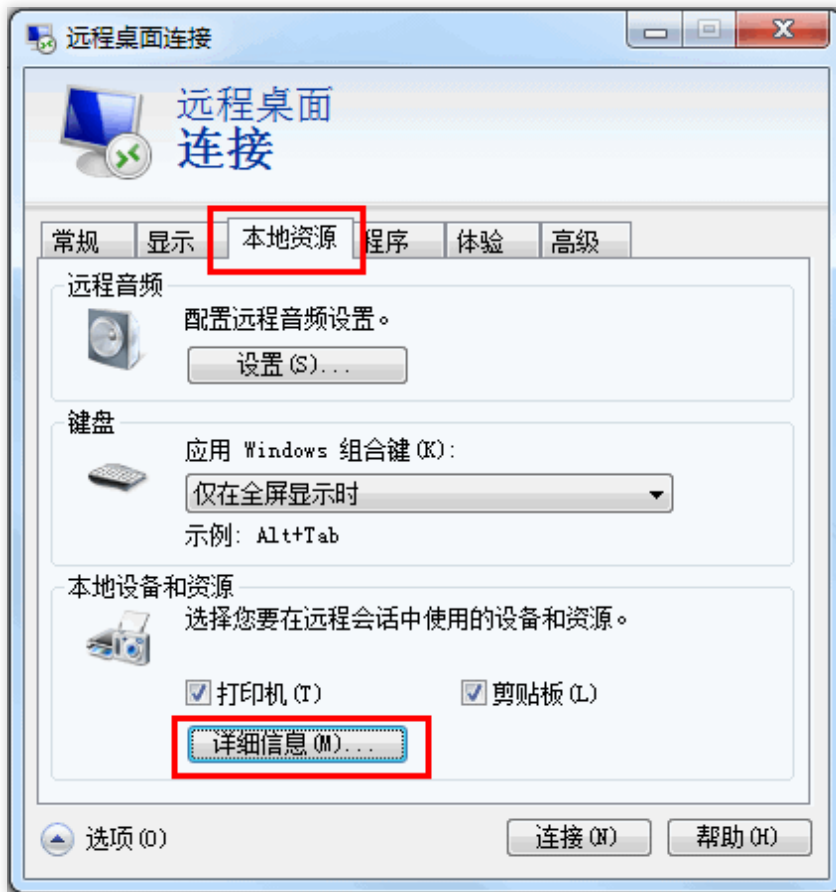 远程桌面连接
远程桌面
连接
常规 显示 本地资源 程序 体验 高级
远程音频
配置远程音频设置。
设置(S)...
键盘
应用 Windows 组合键(K):
仅在全屏显示时
示例: Alt+Tab
本地设备和资源
选择您要在远程会话中使用的设备和资源。
打印机(T) 剪贴板(L)
详细信息(M)...
选项(O) 连接(N) 帮助(H)